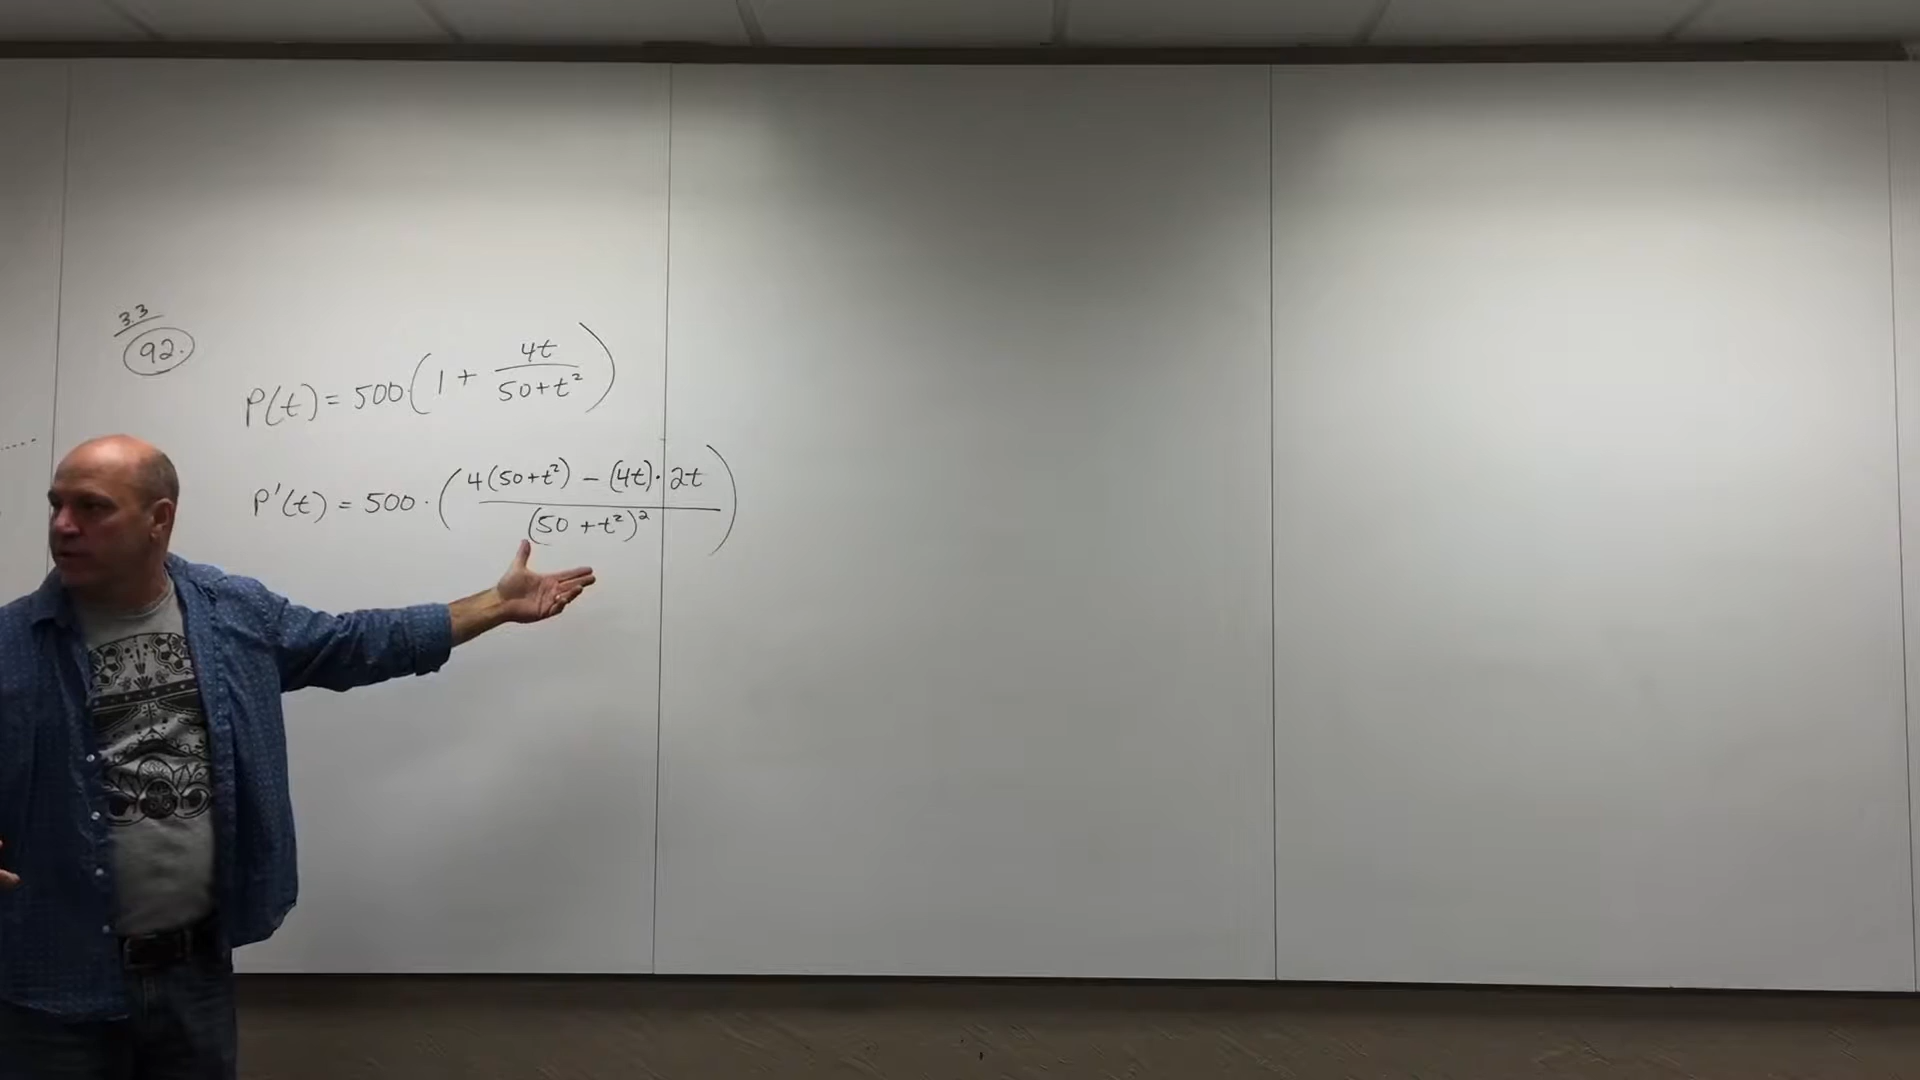 3.3
92.
P(t) = 500·(1 + 4t/(50+t²))
P'(t) = 500·((4(50+t²) − (4t)·2t)/(50+t²)²)